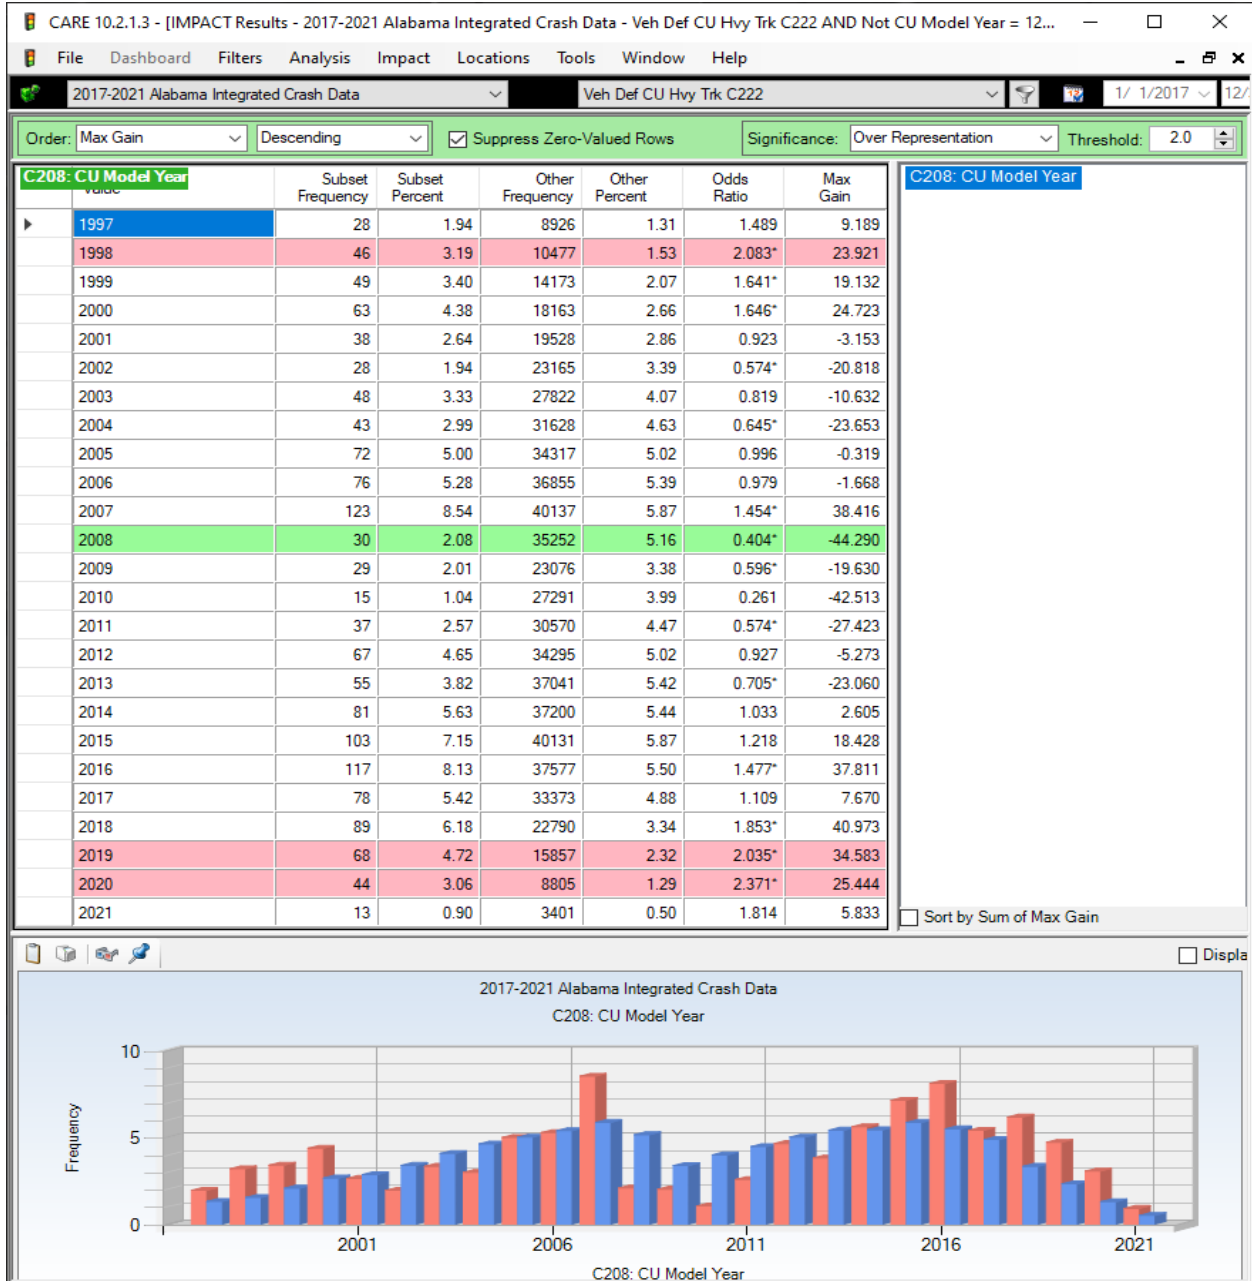 CARE 10.2.1.3 - [IMPACT Results - 2017-2021 Alabama Integrated Crash Data - Veh Def CU Hvy Trk C222 AND Not CU Model Year = 12...
File Dashboard Filters Analysis Impact Locations Tools Window Help
2017-2021 Alabama Integrated Crash Data Veh Def CU Hvy Trk C222 1/ 1/2017 12/
Order: Max Gain Descending Suppress Zero-Valued Rows Significance: Over Representation Threshold: 2.0
C208: CU Model Year Subset Frequency Subset Percent Other Frequency Other Percent Odds Ratio Max Gain C208: CU Model Year
1997 28 1.94 8926 1.31 1.489 9.189
1998 46 3.19 10477 1.53 2.083* 23.921
1999 49 3.40 14173 2.07 1.641* 19.132
2000 63 4.38 18163 2.66 1.646* 24.723
2001 38 2.64 19528 2.86 0.923 -3.153
2002 28 1.94 23165 3.39 0.574* -20.818
2003 48 3.33 27822 4.07 0.819 -10.632
2004 43 2.99 31628 4.63 0.645* -23.653
2005 72 5.00 34317 5.02 0.996 -0.319
2006 76 5.28 36855 5.39 0.979 -1.668
2007 123 8.54 40137 5.87 1.454* 38.416
2008 30 2.08 35252 5.16 0.404* -44.290
2009 29 2.01 23076 3.38 0.596* -19.630
2010 15 1.04 27291 3.99 0.261 -42.513
2011 37 2.57 30570 4.47 0.574* -27.423
2012 67 4.65 34295 5.02 0.927 -5.273
2013 55 3.82 37041 5.42 0.705* -23.060
2014 81 5.63 37200 5.44 1.033 2.605
2015 103 7.15 40131 5.87 1.218 18.428
2016 117 8.13 37577 5.50 1.477* 37.811
2017 78 5.42 33373 4.88 1.109 7.670
2018 89 6.18 22790 3.34 1.853* 40.973
2019 68 4.72 15857 2.32 2.035* 34.583
2020 44 3.06 8805 1.29 2.371* 25.444
2021 13 0.90 3401 0.50 1.814 5.833
Sort by Sum of Max Gain
Displa
2017-2021 Alabama Integrated Crash Data
C208: CU Model Year
10
5
0
Frequency
2001 2006 2011 2016 2021
C208: CU Model Year